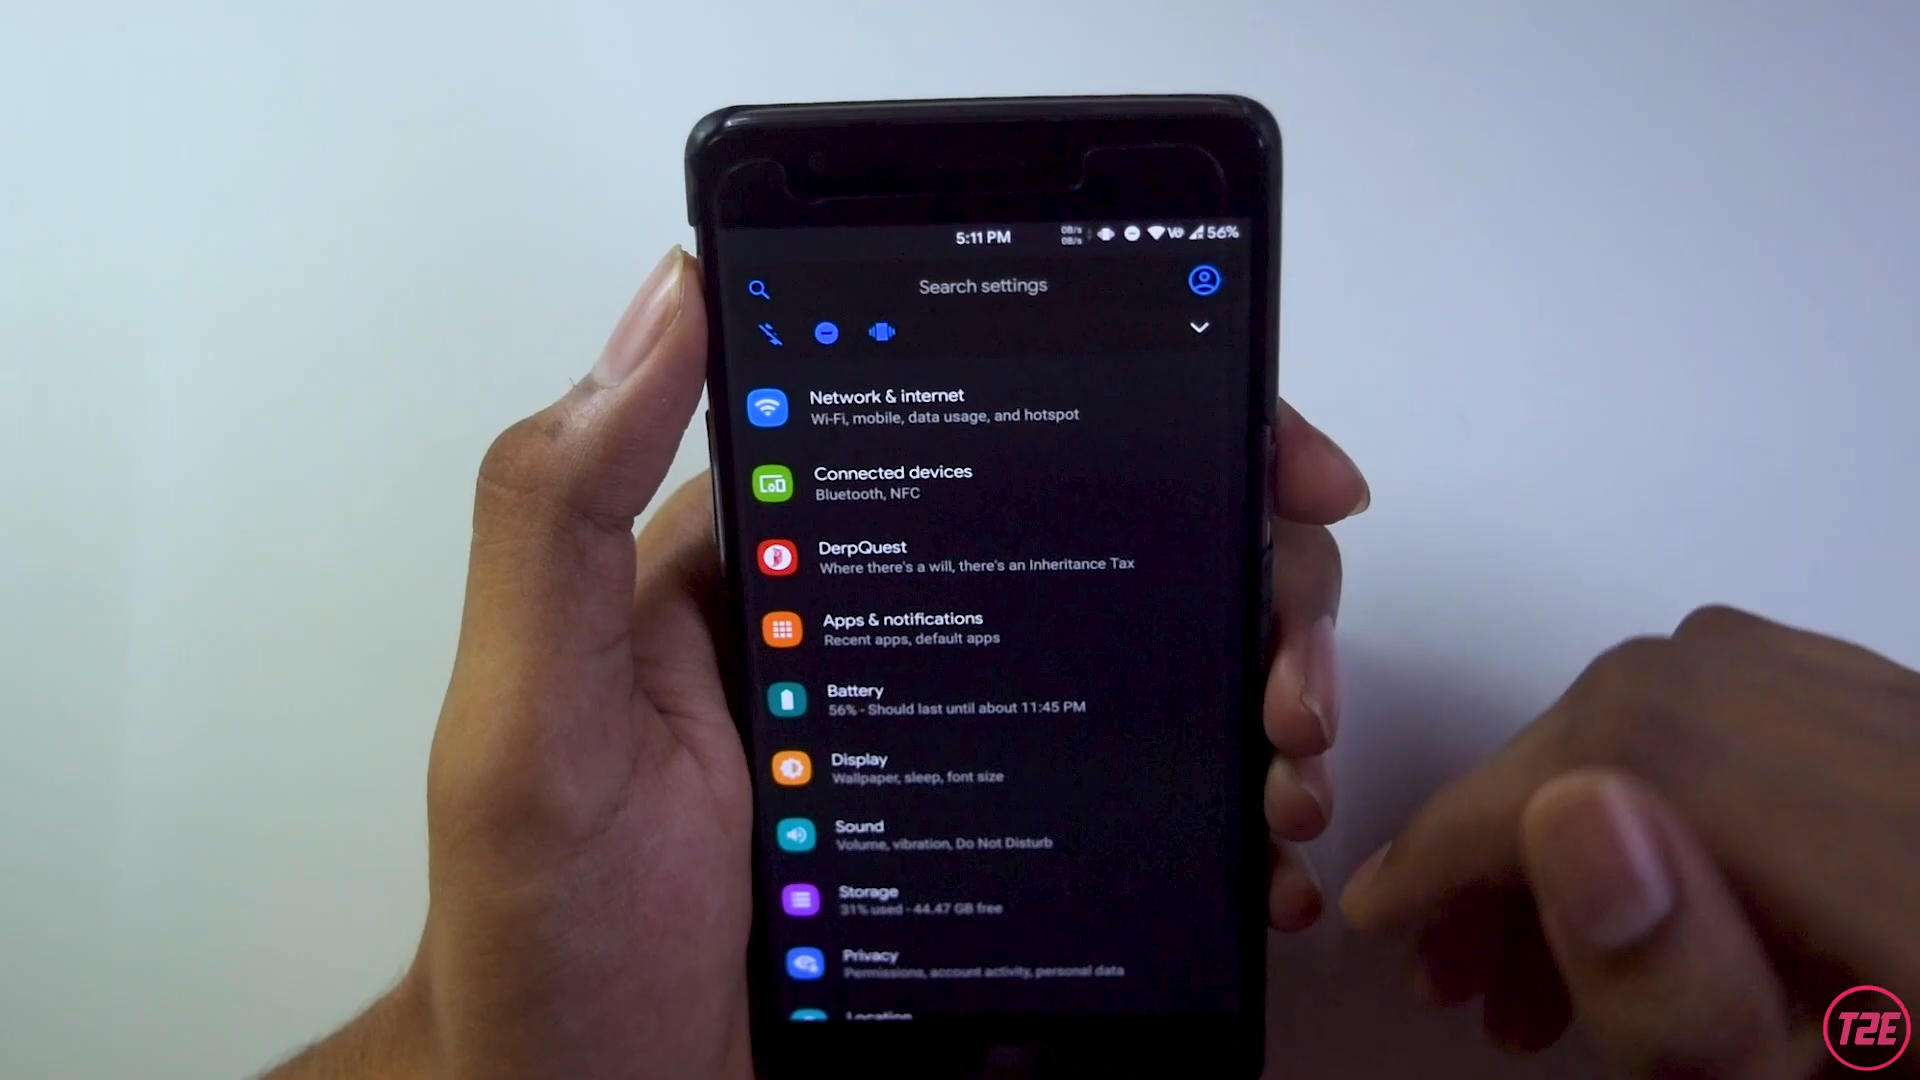 5:11 PM
0B/s
0B/s
56%
Search settings
Network & internet
Wi-Fi, mobile, data usage, and hotspot
Connected devices
Bluetooth, NFC
DerpQuest
Where there's a will, there's an Inheritance Tax
Apps & notifications
Recent apps, default apps
Battery
56% - Should last until about 11:45 PM
Display
Wallpaper, sleep, font size
Sound
Volume, vibration, Do Not Disturb
Storage
31% used - 44.47 GB free
Privacy
Permissions, account activity, personal data
Location
T2E